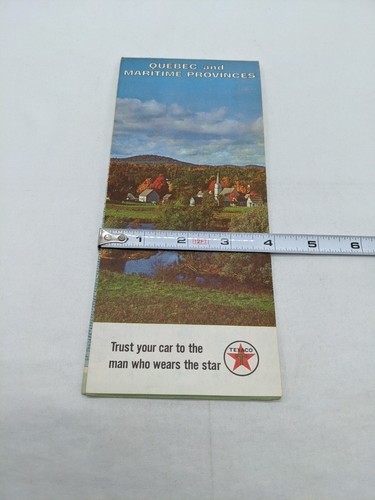 QUEBEC and
MARITIME PROVINCES
1 2 3 4 5 6
Trust your car to the
man who wears the star
TEXACO
T